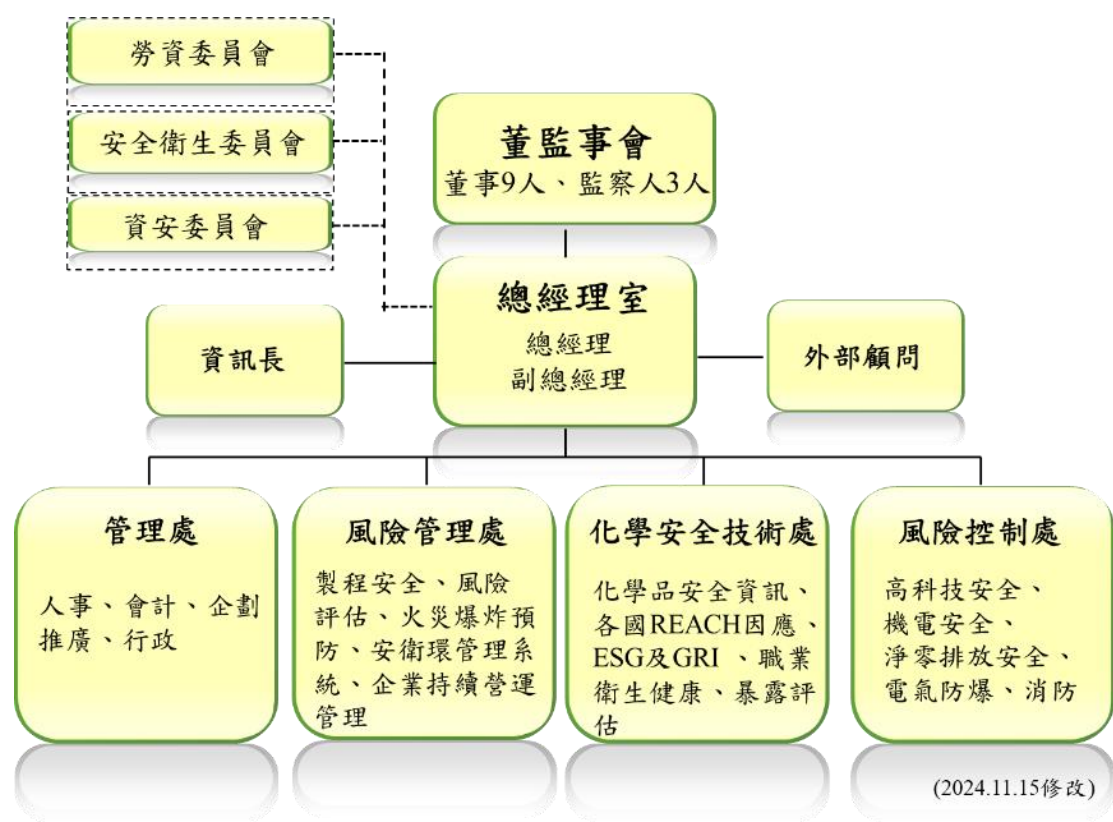 勞資委員會
安全衛生委員會
資安委員會
董監事會
董事9人、監察人3人
總經理室
總經理
副總經理
資訊長
外部顧問
管理處
人事、會計、企劃
推廣、行政
風險管理處
製程安全、風險
評估、火災爆炸預
防、安衛環管理系
統、企業持續營運
管理
化學安全技術處
化學品安全資訊、
各國REACH因應、
ESG及GRI 、職業
衛生健康、暴露評
估
風險控制處
高科技安全、
機電安全、
淨零排放安全、
電氣防爆、消防
(2024.11.15修改)